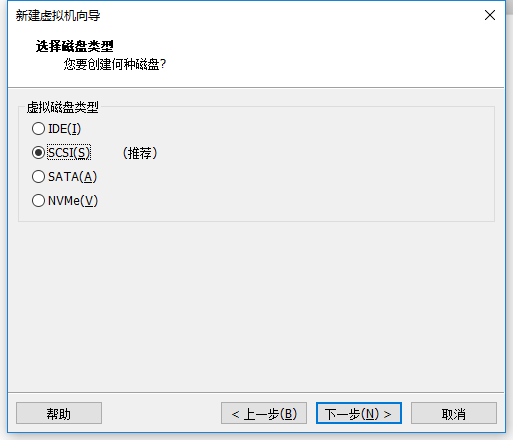 新建虚拟机向导
选择磁盘类型
您要创建何种磁盘?
虚拟磁盘类型
IDE(I)
SCSI(S) （推荐）
SATA(A)
NVMe(V)
帮助 < 上一步(B) 下一步(N) > 取消